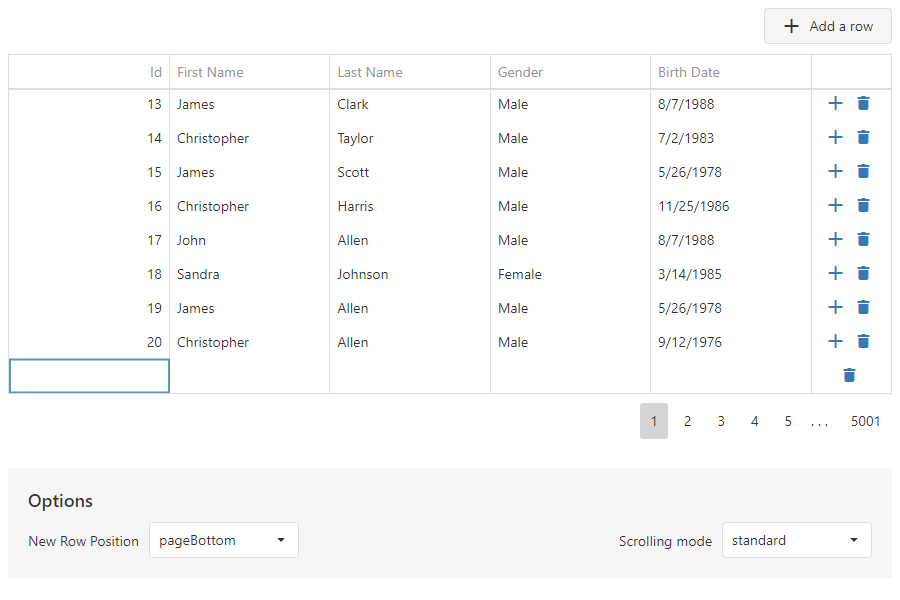 Add a row
Id First Name Last Name Gender Birth Date
13 James Clark Male 8/7/1988
14 Christopher Taylor Male 7/2/1983
15 James Scott Male 5/26/1978
16 Christopher Harris Male 11/25/1986
17 John Allen Male 8/7/1988
18 Sandra Johnson Female 3/14/1985
19 James Allen Male 5/26/1978
20 Christopher Allen Male 9/12/1976
1 2 3 4 5 ... 5001
Options
New Row Position pageBottom Scrolling mode standard